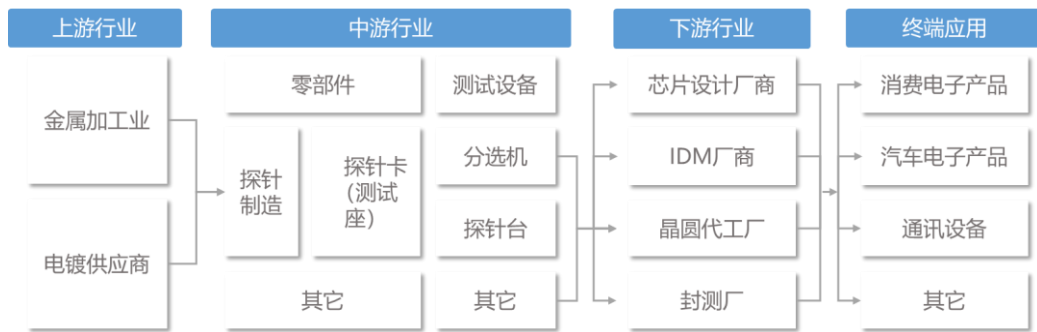 上游行业
中游行业
下游行业
终端应用
金属加工业
电镀供应商
零部件
测试设备
探针
制造
探针卡
(测试
座)
分选机
探针台
其它
其它
芯片设计厂商
IDM厂商
晶圆代工厂
封测厂
消费电子产品
汽车电子产品
通讯设备
其它